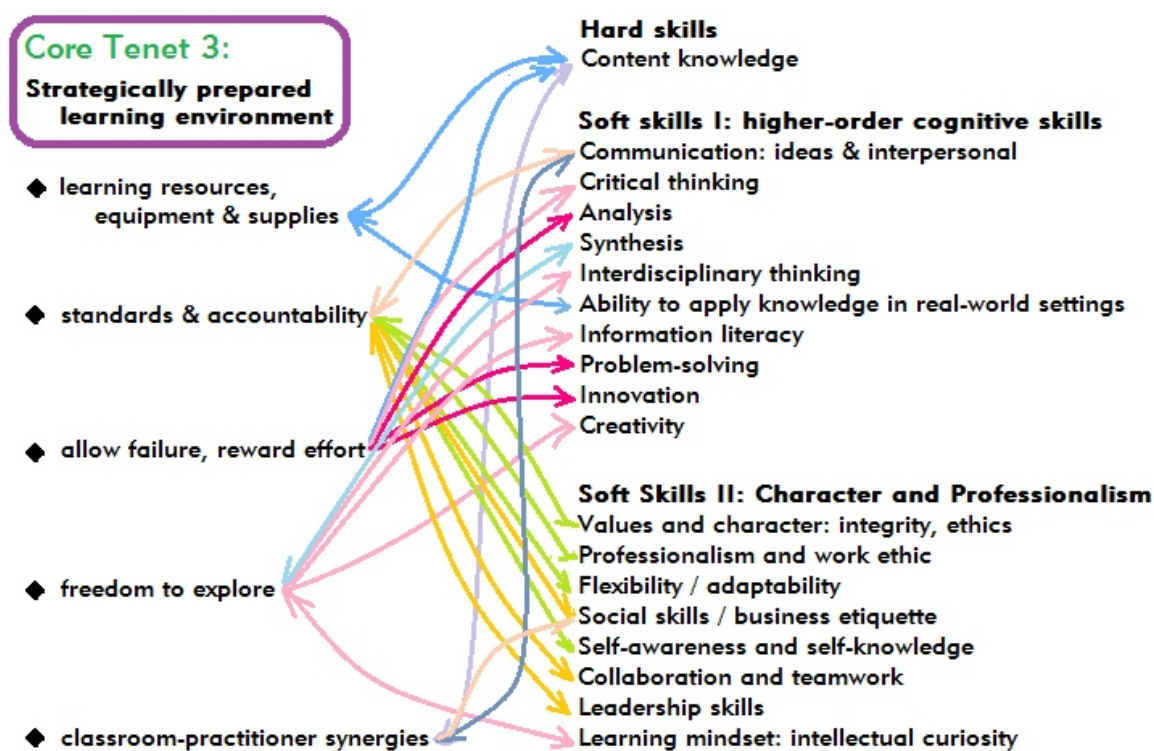 Core Tenet 3:
Strategically prepared
learning environment
◆ learning resources,
equipment & supplies
◆ standards & accountability
◆ allow failure, reward effort
◆ freedom to explore
◆ classroom-practitioner synergies
Hard skills
Content knowledge
Soft skills I: higher-order cognitive skills
Communication: ideas & interpersonal
Critical thinking
Analysis
Synthesis
Interdisciplinary thinking
Ability to apply knowledge in real-world settings
Information literacy
Problem-solving
Innovation
Creativity
Soft Skills II: Character and Professionalism
Values and character: integrity, ethics
Professionalism and work ethic
Flexibility / adaptability
Social skills / business etiquette
Self-awareness and self-knowledge
Collaboration and teamwork
Leadership skills
Learning mindset: intellectual curiosity